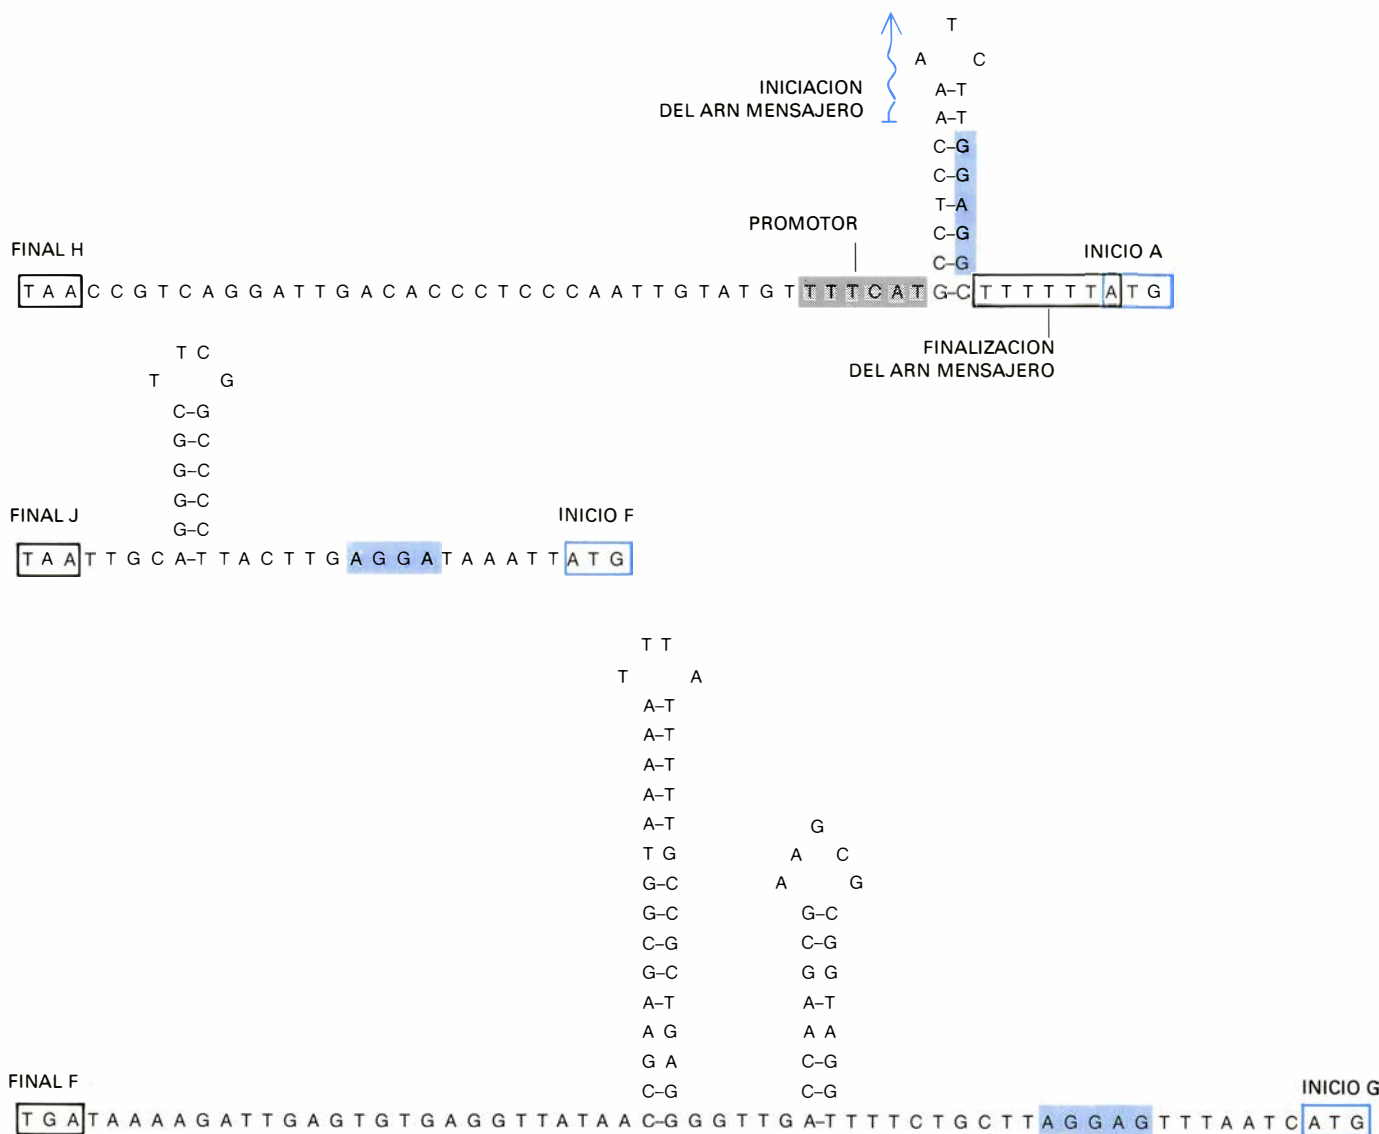 T
A C
INICIACION
DEL ARN MENSAJERO
A–T
A–T
C–G
C–G
T–A
C–G
C–G
PROMOTOR
FINAL H
INICIO A
T A A C C G T C A G G A T T G A C A C C C T C C C A A T T G T A T G T T T T C A T G–C T T T T T T A T G
FINALIZACION
DEL ARN MENSAJERO
T C
T G
C–G
G–C
G–C
G–C
G–C
FINAL J
INICIO F
T A A T T G C A–T T A C T T G A G G A T A A A T T A T G
T T
T A
A–T
A–T
A–T
A–T
A–T
T G
G–C
G–C
C–G
G–C
A–T
A G
G A
C–G
G
A C
A G
G–C
C–G
G G
A–T
A A
C–G
C–G
FINAL F
INICIO G
T G A T A A A A G A T T G A G T G T G A G G T T A T A A C–G G G T T G A–T T T T C T G C T T A G G A G T T T A A T C A T G